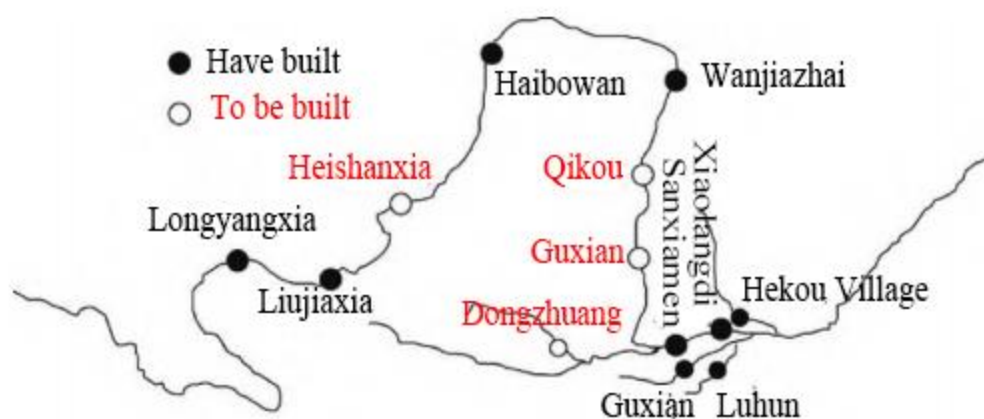 Have built
To be built
Haibowan
Wanjiazhai
Heishanxia
Qikou
Xiaolangdi
Sanxiamen
Longyangxia
Guxian
Liujiaxia
Hekou Village
Dongzhuang
Guxian
Luhun